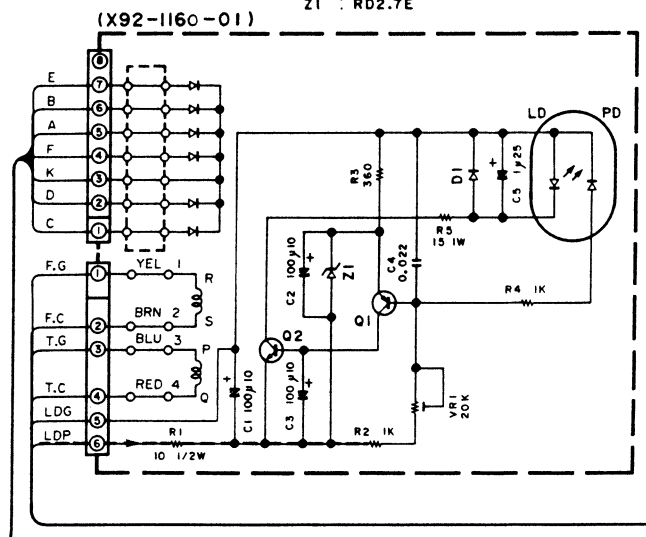 Z1 : RD2.7E
(X92-1160-01)
8
E 7
B 6
A 5
F 4
K 3
D 2
C 1
LD PD
R3 360
D1
C5 1µ25
+
R5
15 1W
C4 0.022
C2 100µ10
+
Z1
Q1
R4 1K
F.G 1 YEL 1
R
F.C 2 BRN 2 S
T.G 3 BLU 3 P
T.C 4 RED 4 Q
Q2
C1 100µ10
+
C3 100µ10
+
VR1 20K
LDG 5
LDP 6 R1
10 1/2W
R2 1K